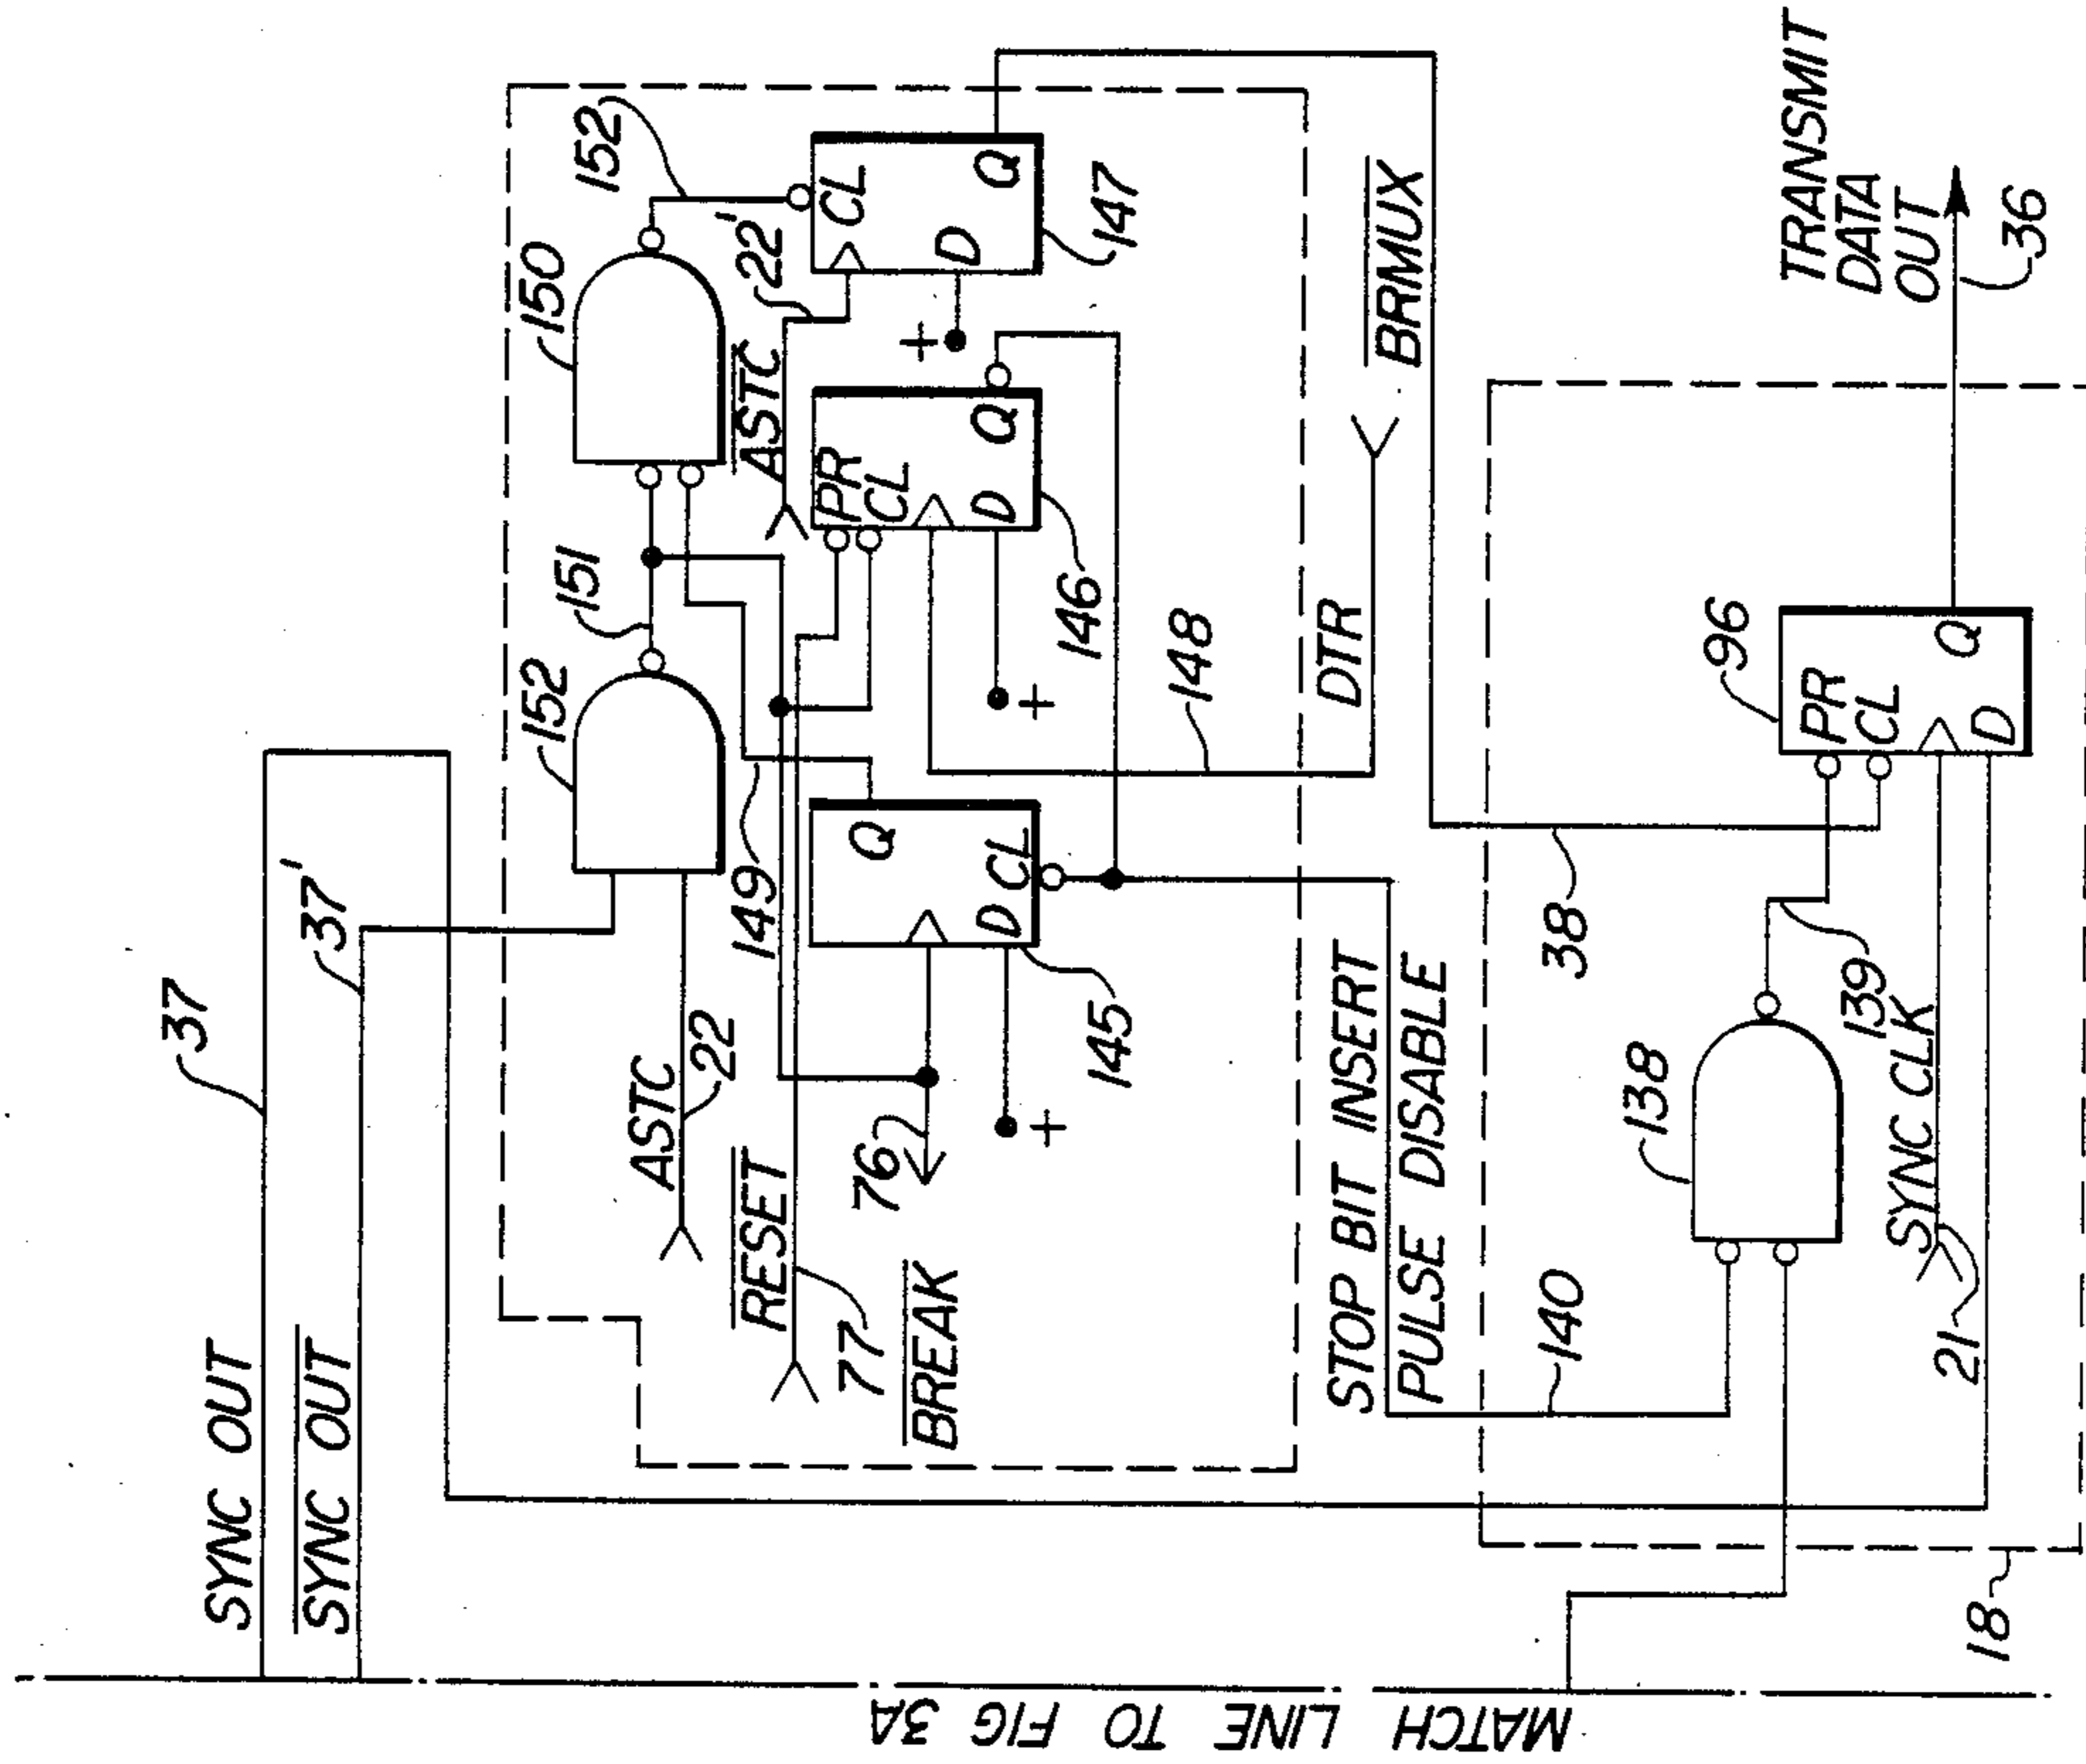 SYNC OUT
37
SYNC OUT
37'
ASTC
22
152
151
150
152
RESET
77
BREAK
76
149
Q
D
CL
145
+
ASTC
22'
PR
CL
D
Q
146
+
CL
D
Q
147
+
148
DTR
BRMUX
STOP BIT INSERT
PULSE DISABLE
140
38
138
139
SYNC CLK
21
96
PR
CL
D
Q
TRANSMIT
DATA
OUT
36
18
MATCH LINE TO FIG 3A